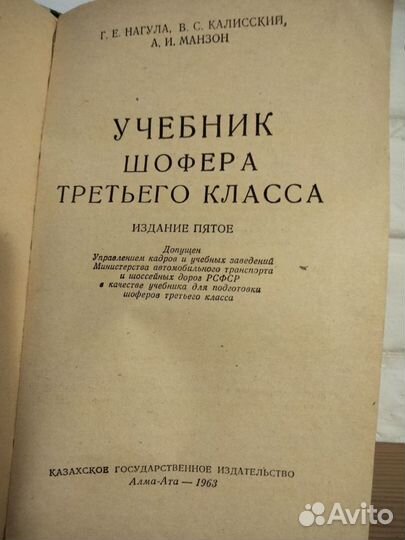 Г. Е. НАГУЛА, В. С. КАЛИССКИЙ,
А. И. МАНЗОН
УЧЕБНИК
ШОФЕРА
ТРЕТЬЕГО КЛАССА
ИЗДАНИЕ ПЯТОЕ
Допущен
Управлением кадров и учебных заведений
Министерства автомобильного транспорта
и шоссейных дорог РСФСР
в качестве учебника для подготовки
шоферов третьего класса
КАЗАХСКОЕ ГОСУДАРСТВЕННОЕ ИЗДАТЕЛЬСТВО
Алма-Ата — 1963
Avito